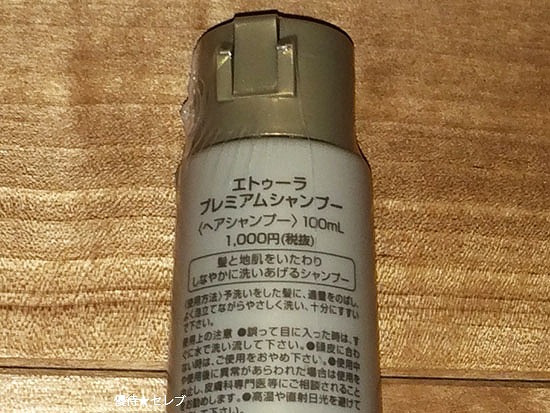 エトゥーラ
プレミアムシャンプー
〈ヘアシャンプー〉100mL
1,000円(税抜)
髪と地肌をいたわり
しなやかに洗いあげるシャンプー
〈使用方法〉予洗いをした髪に、適量をのばし、
よく泡立てながらやさしく洗い、十分にすすい
で下さい。
使用上の注意 ●誤って目に入った時は、す
ぐに水で洗い流して下さい。●頭皮に合わ
ない時は、ご使用をおやめ下さい。●使用中
や使用後に異常があらわれた場合は使用を
し、皮膚科専門医等にご相談されること
をお勧めします。●高温や直射日光を避けて
優待★セレブ